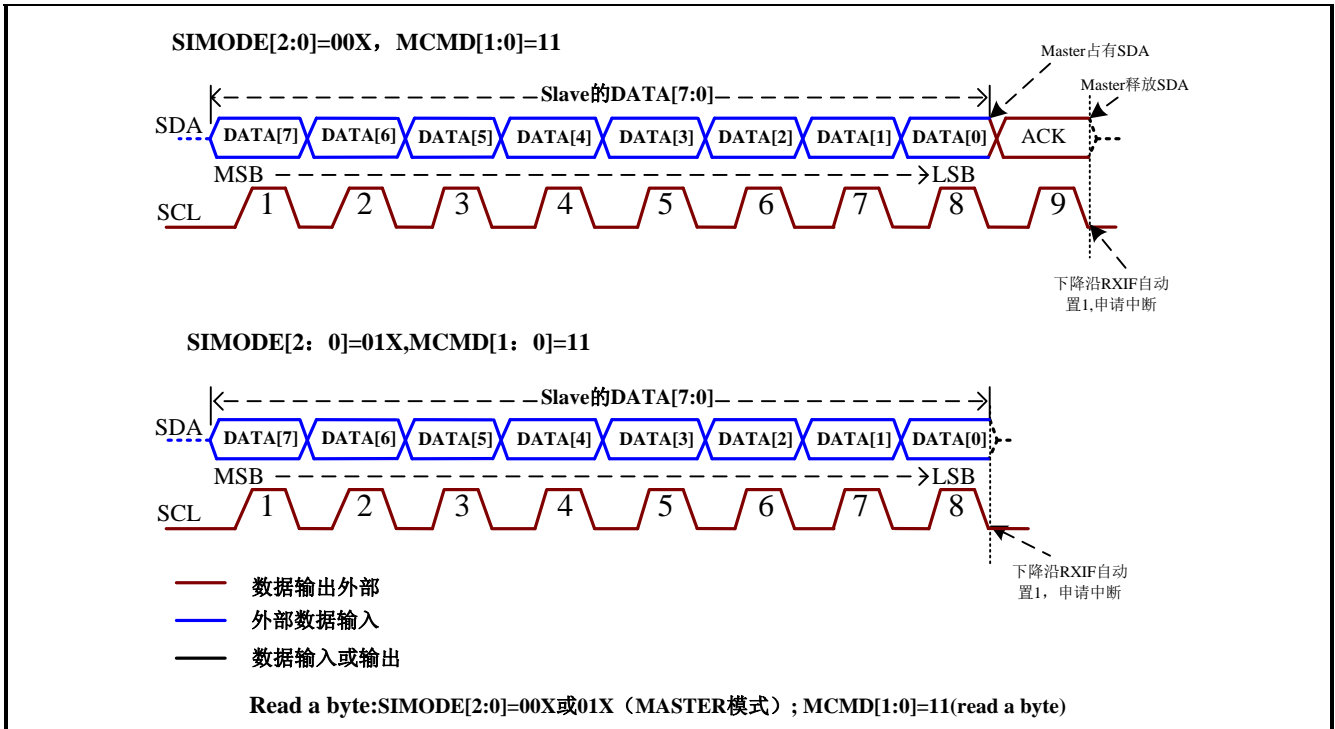 SIMODE[2:0]=00X，MCMD[1:0]=11
Master占有SDA
Master释放SDA
Slave的DATA[7:0]
SDA
DATA[7] DATA[6] DATA[5] DATA[4] DATA[3] DATA[2] DATA[1] DATA[0] ACK
MSB LSB
SCL
1 2 3 4 5 6 7 8 9
下降沿RXIF自动
置1,申请中断
SIMODE[2：0]=01X,MCMD[1：0]=11
Slave的DATA[7:0]
SDA
DATA[7] DATA[6] DATA[5] DATA[4] DATA[3] DATA[2] DATA[1] DATA[0]
MSB LSB
SCL
1 2 3 4 5 6 7 8
下降沿RXIF自动
置1，申请中断
数据输出外部
外部数据输入
数据输入或输出
Read a byte:SIMODE[2:0]=00X或01X（MASTER模式）; MCMD[1:0]=11(read a byte)